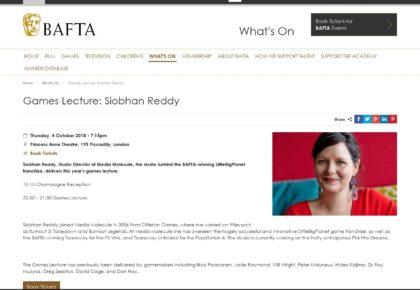 BAFTA
What's On
Book Tickets for
BAFTA Events
HOME FILM GAMES TELEVISION CHILDREN'S WHAT'S ON MEMBERSHIP ABOUT BAFTA HOW WE SUPPORT TALENT SUPPORT THE ACADEMY
AWARDS DATABASE
Home What's On Games Lecture: Siobhan Reddy
Games Lecture: Siobhan Reddy
Share
Thursday, 4 October 2018 - 7:15pm
Princess Anne Theatre, 195 Piccadilly, London
Book Tickets
Siobhan Reddy, Studio Director at Media Molecule, the studio behind the BAFTA-winning LittleBigPlanet
franchise, delivers this year's games lecture.
19.15 Champagne Reception
20.00 – 21.30 Games Lecture
Siobhan Reddy joined Media Molecule in 2006 from Criterion Games, where she worked on titles such
as Burnout 3: Takedown and Burnout Legends. At Media Molecule she has overseen the hugely successful and innovative LittleBigPlanet game franchise, as well as
the BAFTA-winning Tearaway for the PS Vita, and Tearaway Unfolded for the PlayStation 4. The studio is currently working on the hotly anticipated PS4 title Dreams.
The Games Lecture has previously been delivered by gamemakers including Ilkka Paananen, Jade Raymond, Will Wright, Peter Molyneux, Hideo Kojima, Dr Ray
Muzyka, Greg Zeschuk, David Cage, and Dan Hay.
Book Tickets